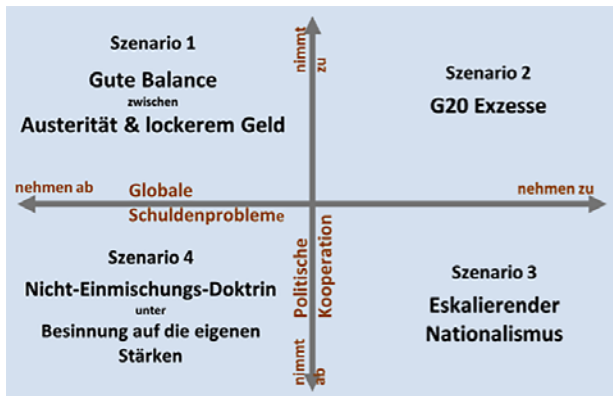 Szenario 1
Gute Balance
zwischen
Austerität & lockerem Geld
nimmt
zu
Szenario 2
G20 Exzesse
nehmen ab
Globale
Schuldenprobleme
nehmen zu
Szenario 4
Nicht-Einmischungs-Doktrin
unter
Besinnung auf die eigenen
Stärken
Politische
Kooperation
nimmt
ab
Szenario 3
Eskalierender
Nationalismus